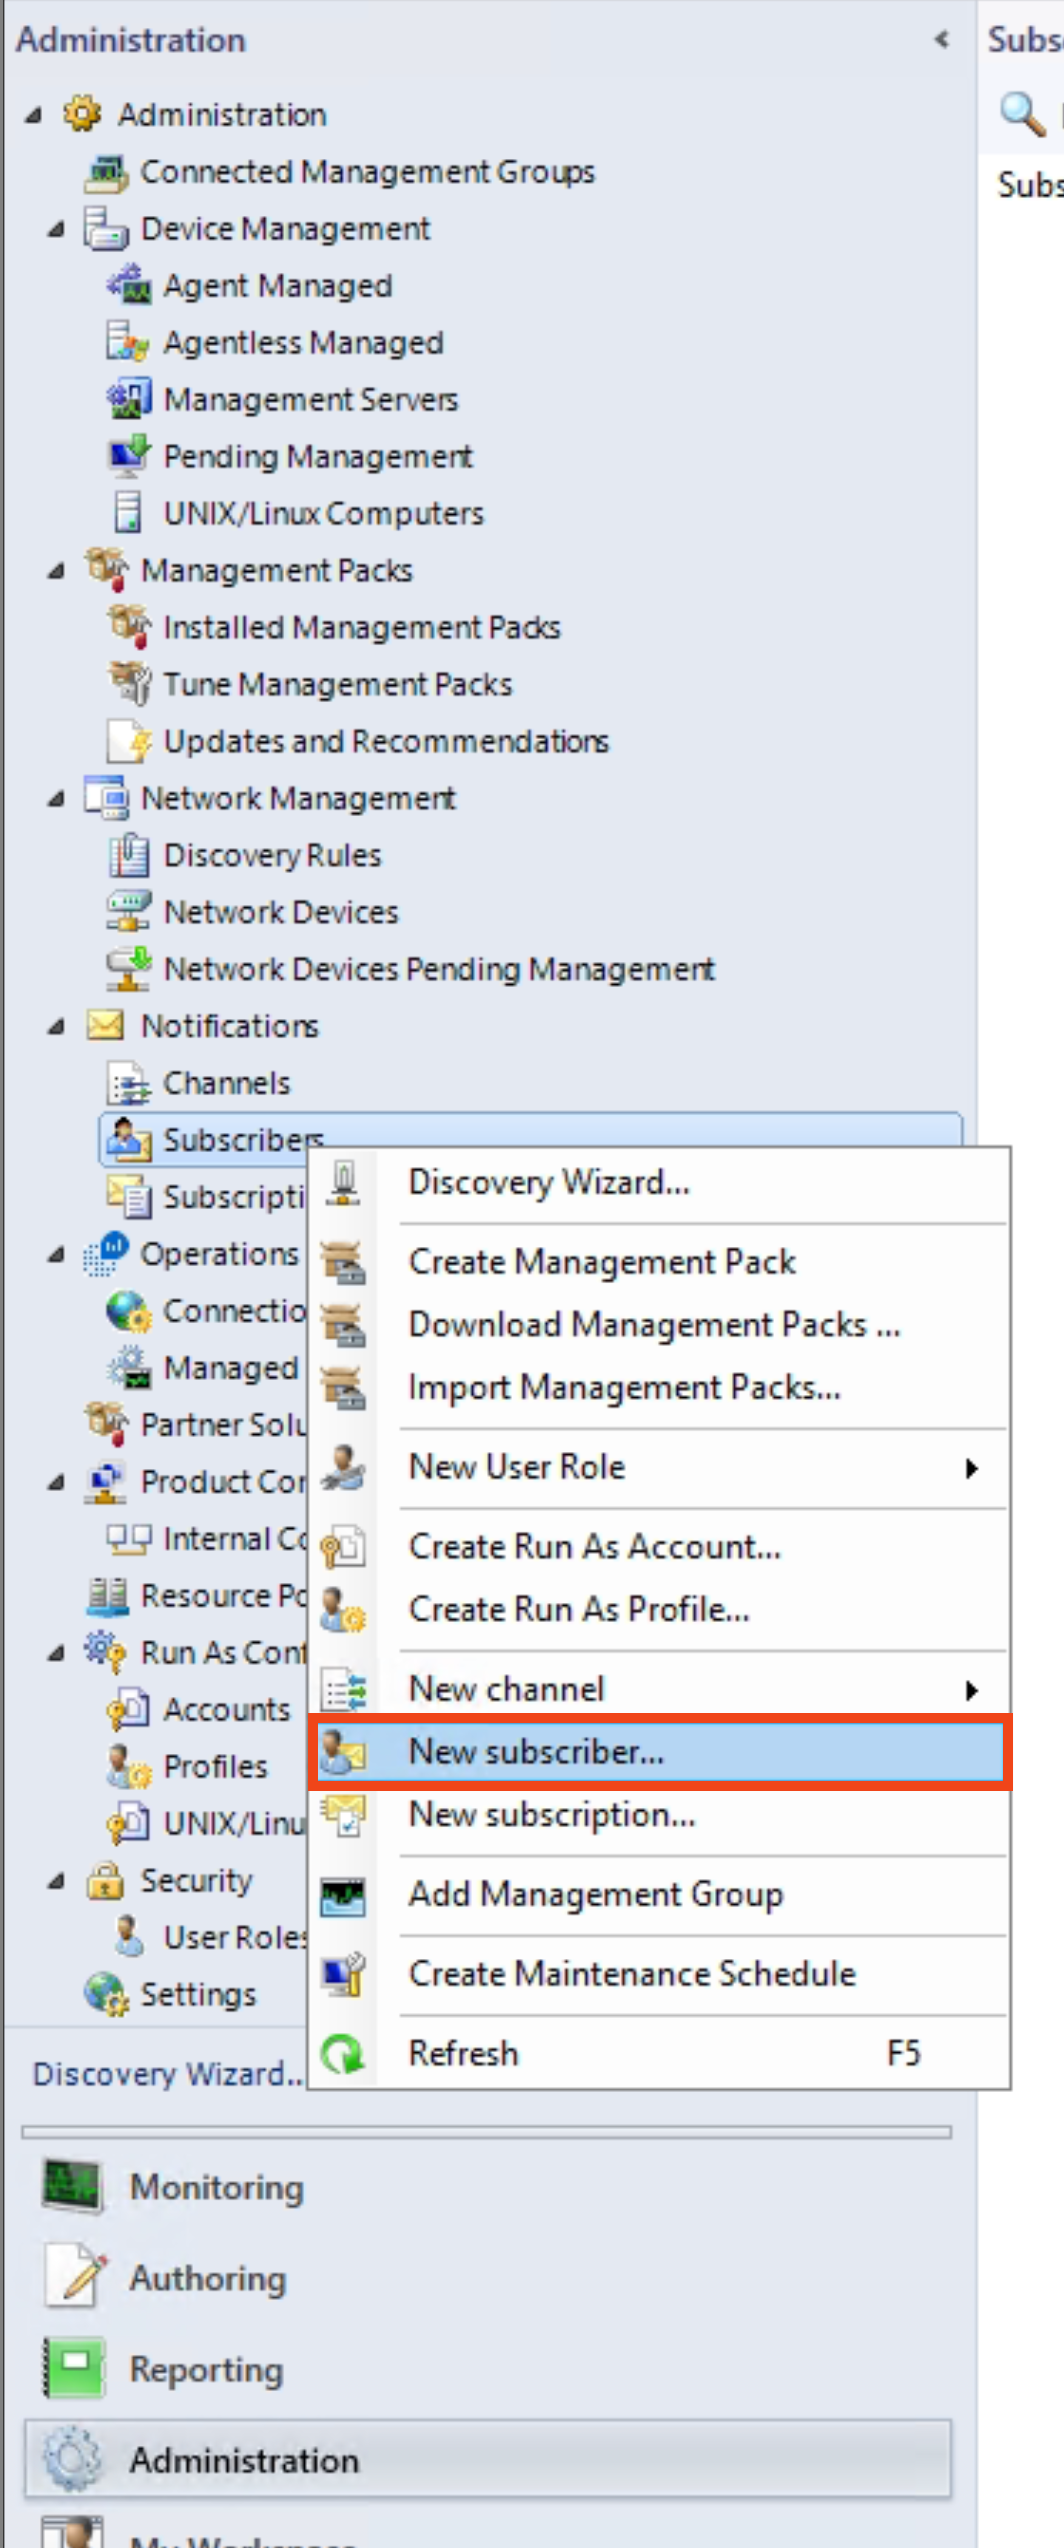 Administration
Subs
Administration
Connected Management Groups
Subs
Device Management
Agent Managed
Agentless Managed
Management Servers
Pending Management
UNIX/Linux Computers
Management Packs
Installed Management Packs
Tune Management Packs
Updates and Recommendations
Network Management
Discovery Rules
Network Devices
Network Devices Pending Management
Notifications
Channels
Subscribers
Subscripti
Operations
Connectio
Managed
Partner Solu
Product Con
Internal Co
Resource Po
Run As Conf
Accounts
Profiles
UNIX/Linu
Security
User Roles
Settings
Discovery Wizard...
Create Management Pack
Download Management Packs ...
Import Management Packs...
New User Role
Create Run As Account...
Create Run As Profile...
New channel
New subscriber...
New subscription...
Add Management Group
Create Maintenance Schedule
Refresh F5
Discovery Wizard..
Monitoring
Authoring
Reporting
Administration
My Workspace